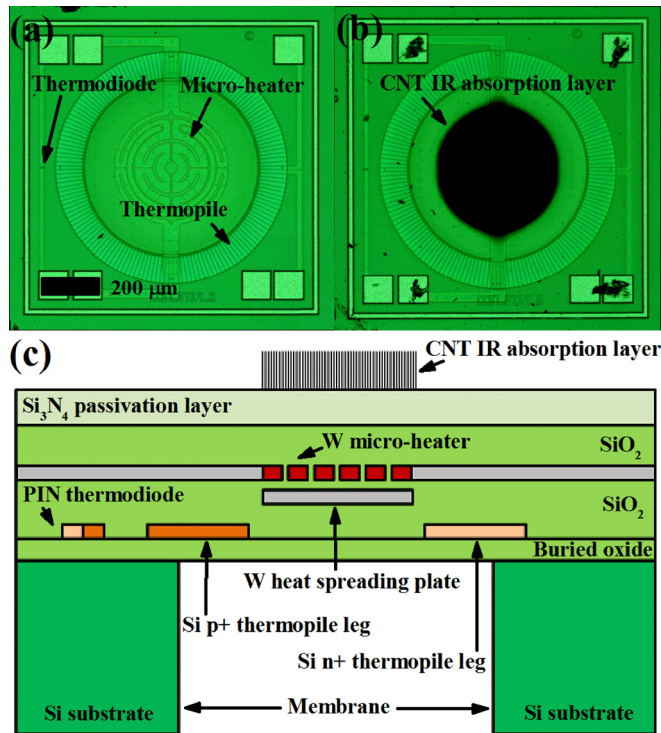 (a)
Thermodiode
Micro-heater
Thermopile
200 μm
(b)
CNT IR absorption layer
(c)
CNT IR absorption layer
Si3N4 passivation layer
W micro-heater
SiO2
PIN thermodiode
SiO2
Buried oxide
W heat spreading plate
Si p+ thermopile leg
Si n+ thermopile leg
Membrane
Si substrate
Si substrate